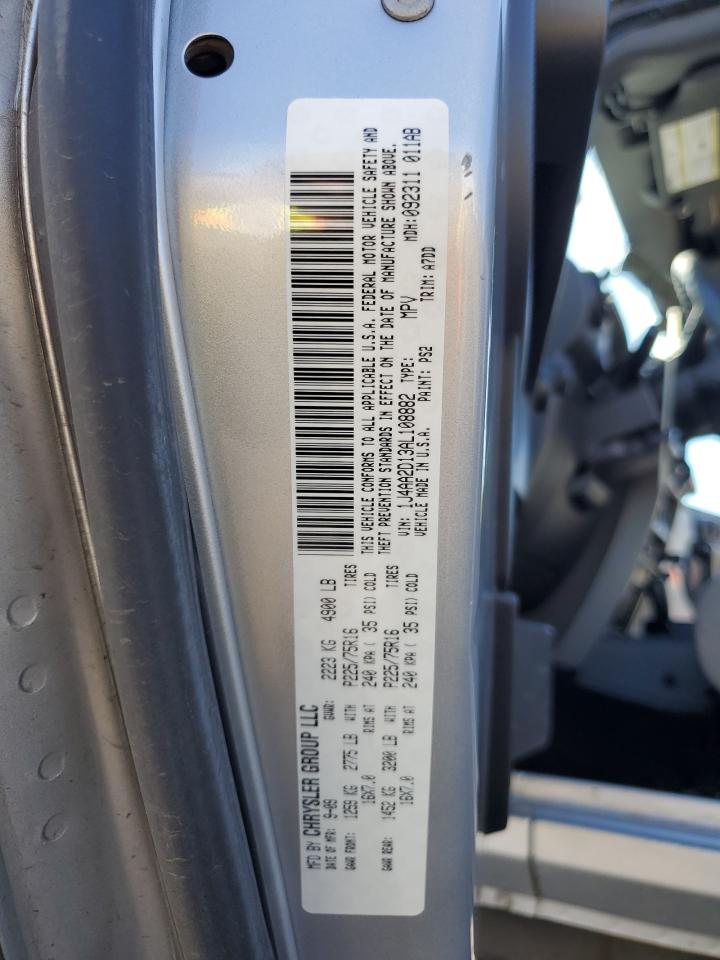 MFD BY CHRYSLER GROUP LLC
DATE OF MFR: 9-09 GVWR: 2223 KG 4900 LB
GAWR FRONT: 1259 KG 2775 LB WITH P225/75R16 TIRES
16X7.0 RIMS AT 240 KPA ( 35 PSI) COLD
GAWR REAR: 1452 KG 3200 LB WITH P225/75R16 TIRES
16X7.0 RIMS AT 240 KPA ( 35 PSI) COLD
THIS VEHICLE CONFORMS TO ALL APPLICABLE U.S.A. FEDERAL MOTOR VEHICLE SAFETY AND
THEFT PREVENTION STANDARDS IN EFFECT ON THE DATE OF MANUFACTURE SHOWN ABOVE.
VIN: 1J4AA2D13AL108882 TYPE: MPV MDH: 092311 011AB
VEHICLE MADE IN U.S.A. PAINT: PS2 TRIM: A7DD